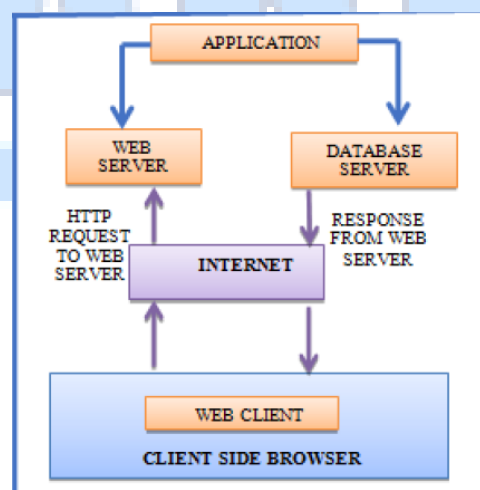 APPLICATION
WEB
SERVER
DATABASE
SERVER
HTTP
REQUEST
TO WEB
SERVER
RESPONSE
FROM WEB
SERVER
INTERNET
WEB CLIENT
CLIENT SIDE BROWSER